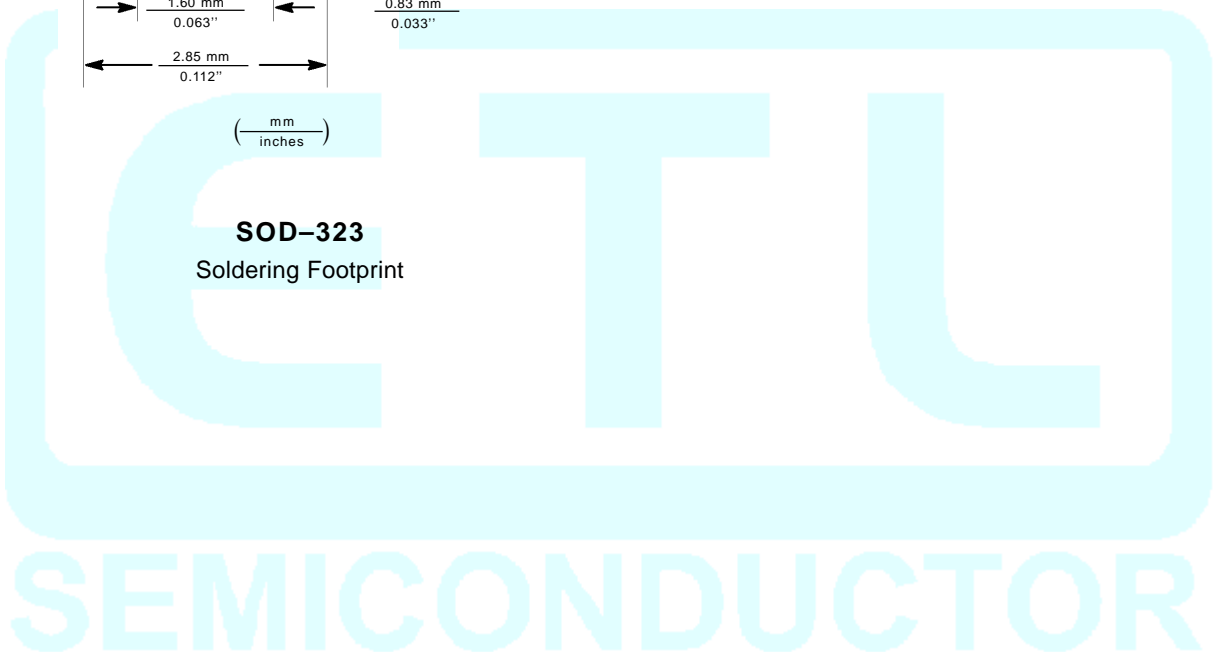 1.60 mm
0.063’’
0.83 mm
0.033’’
2.85 mm
0.112’’
( mm
inches )
SOD–323
Soldering Footprint
ETL
SEMICONDUCTOR